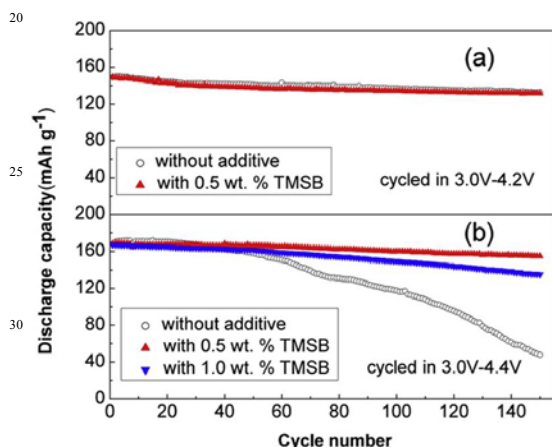 20
25
30
Discharge capacity(mAh g-1)
200
160
120
80
40
0
(a)
without additive
with 0.5 wt. % TMSB
cycled in 3.0V-4.2V
200
160
120
80
40
0
(b)
without additive
with 0.5 wt. % TMSB
with 1.0 wt. % TMSB
cycled in 3.0V-4.4V
0 20 40 60 80 100 120 140
Cycle number